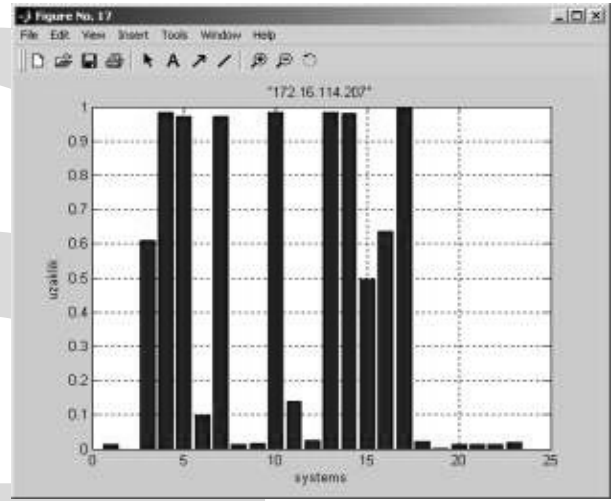 Figure No. 17
File Edit View Insert Tools Window Help
A
"172.16.114.207"
1
0.9
0.8
0.7
0.6
0.5
0.4
0.3
0.2
0.1
0
uzaklik
0 5 10 15 20 25
systems